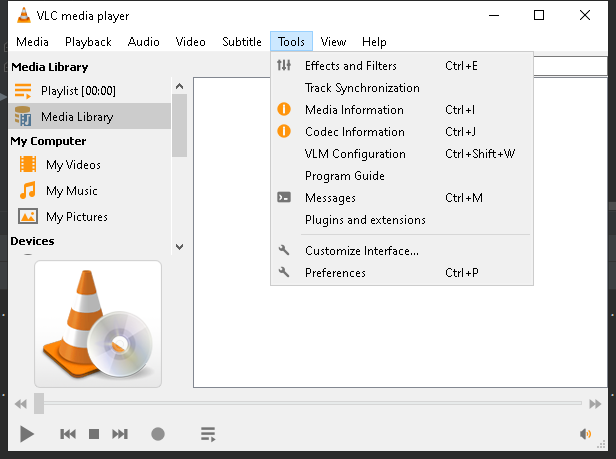 VLC media player
Media Playback Audio Video Subtitle Tools View Help
Media Library
Playlist [00:00]
Media Library
My Computer
My Videos
My Music
My Pictures
Devices
Effects and Filters Ctrl+E
Track Synchronization
Media Information Ctrl+I
Codec Information Ctrl+J
VLM Configuration Ctrl+Shift+W
Program Guide
Messages Ctrl+M
Plugins and extensions
Customize Interface...
Preferences Ctrl+P